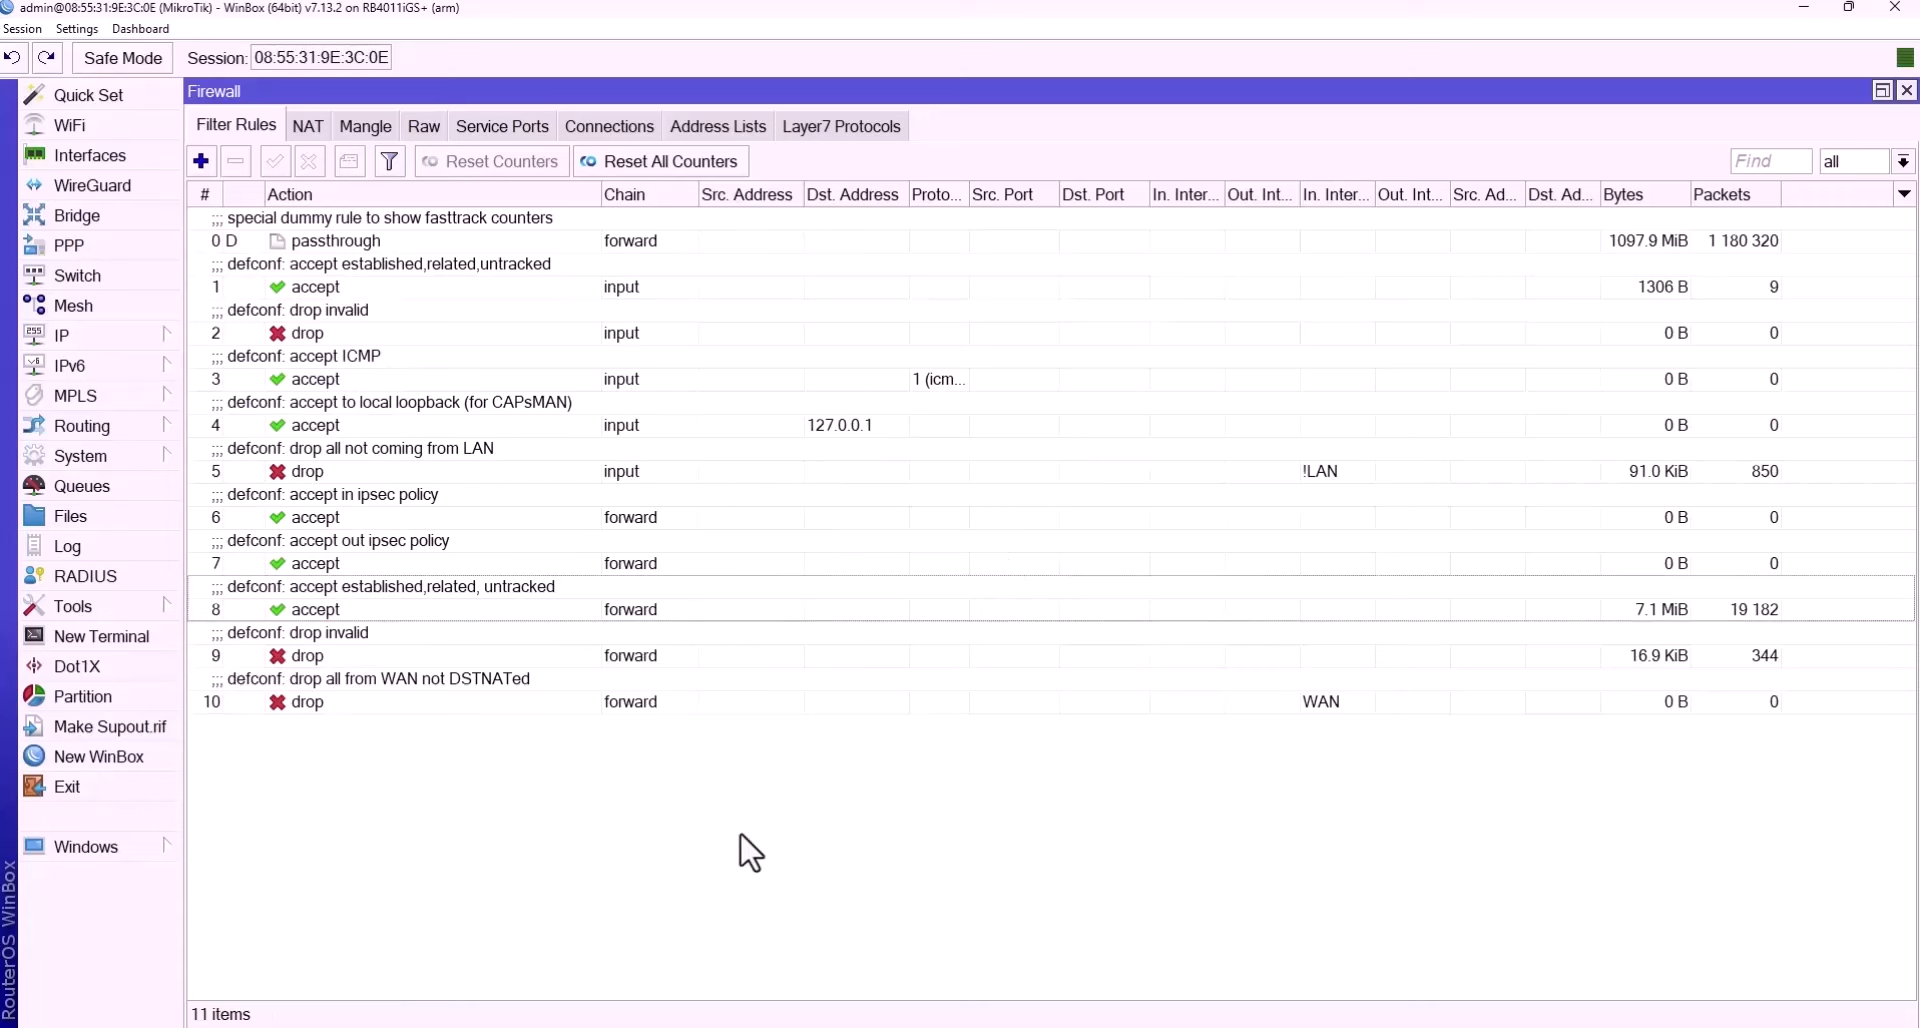 admin@08:55:31:9E:3C:0E (MikroTik) - WinBox (64bit) v7.13.2 on RB4011iGS+ (arm)
Session Settings Dashboard
Safe Mode Session: 08:55:31:9E:3C:0E
Quick Set
WiFi
Interfaces
WireGuard
Bridge
PPP
Switch
Mesh
IP
IPv6
MPLS
Routing
System
Queues
Files
Log
RADIUS
Tools
New Terminal
Dot1X
Partition
Make Supout.rif
New WinBox
Exit
Windows
RouterOS WinBox
Firewall
Filter Rules NAT Mangle Raw Service Ports Connections Address Lists Layer7 Protocols
Reset Counters Reset All Counters Find all
# Action Chain Src. Address Dst. Address Proto... Src. Port Dst. Port In. Inter... Out. Int... In. Inter... Out. Int... Src. Ad... Dst. Ad... Bytes Packets
;;; special dummy rule to show fasttrack counters
0 D passthrough forward 1097.9 MiB 1 180 320
;;; defconf: accept established,related,untracked
1 accept input 1306 B 9
;;; defconf: drop invalid
2 drop input 0 B 0
;;; defconf: accept ICMP
3 accept input 1 (icm... 0 B 0
;;; defconf: accept to local loopback (for CAPsMAN)
4 accept input 127.0.0.1 0 B 0
;;; defconf: drop all not coming from LAN
5 drop input !LAN 91.0 KiB 850
;;; defconf: accept in ipsec policy
6 accept forward 0 B 0
;;; defconf: accept out ipsec policy
7 accept forward 0 B 0
;;; defconf: accept established,related, untracked
8 accept forward 7.1 MiB 19 182
;;; defconf: drop invalid
9 drop forward 16.9 KiB 344
;;; defconf: drop all from WAN not DSTNATed
10 drop forward WAN 0 B 0
11 items